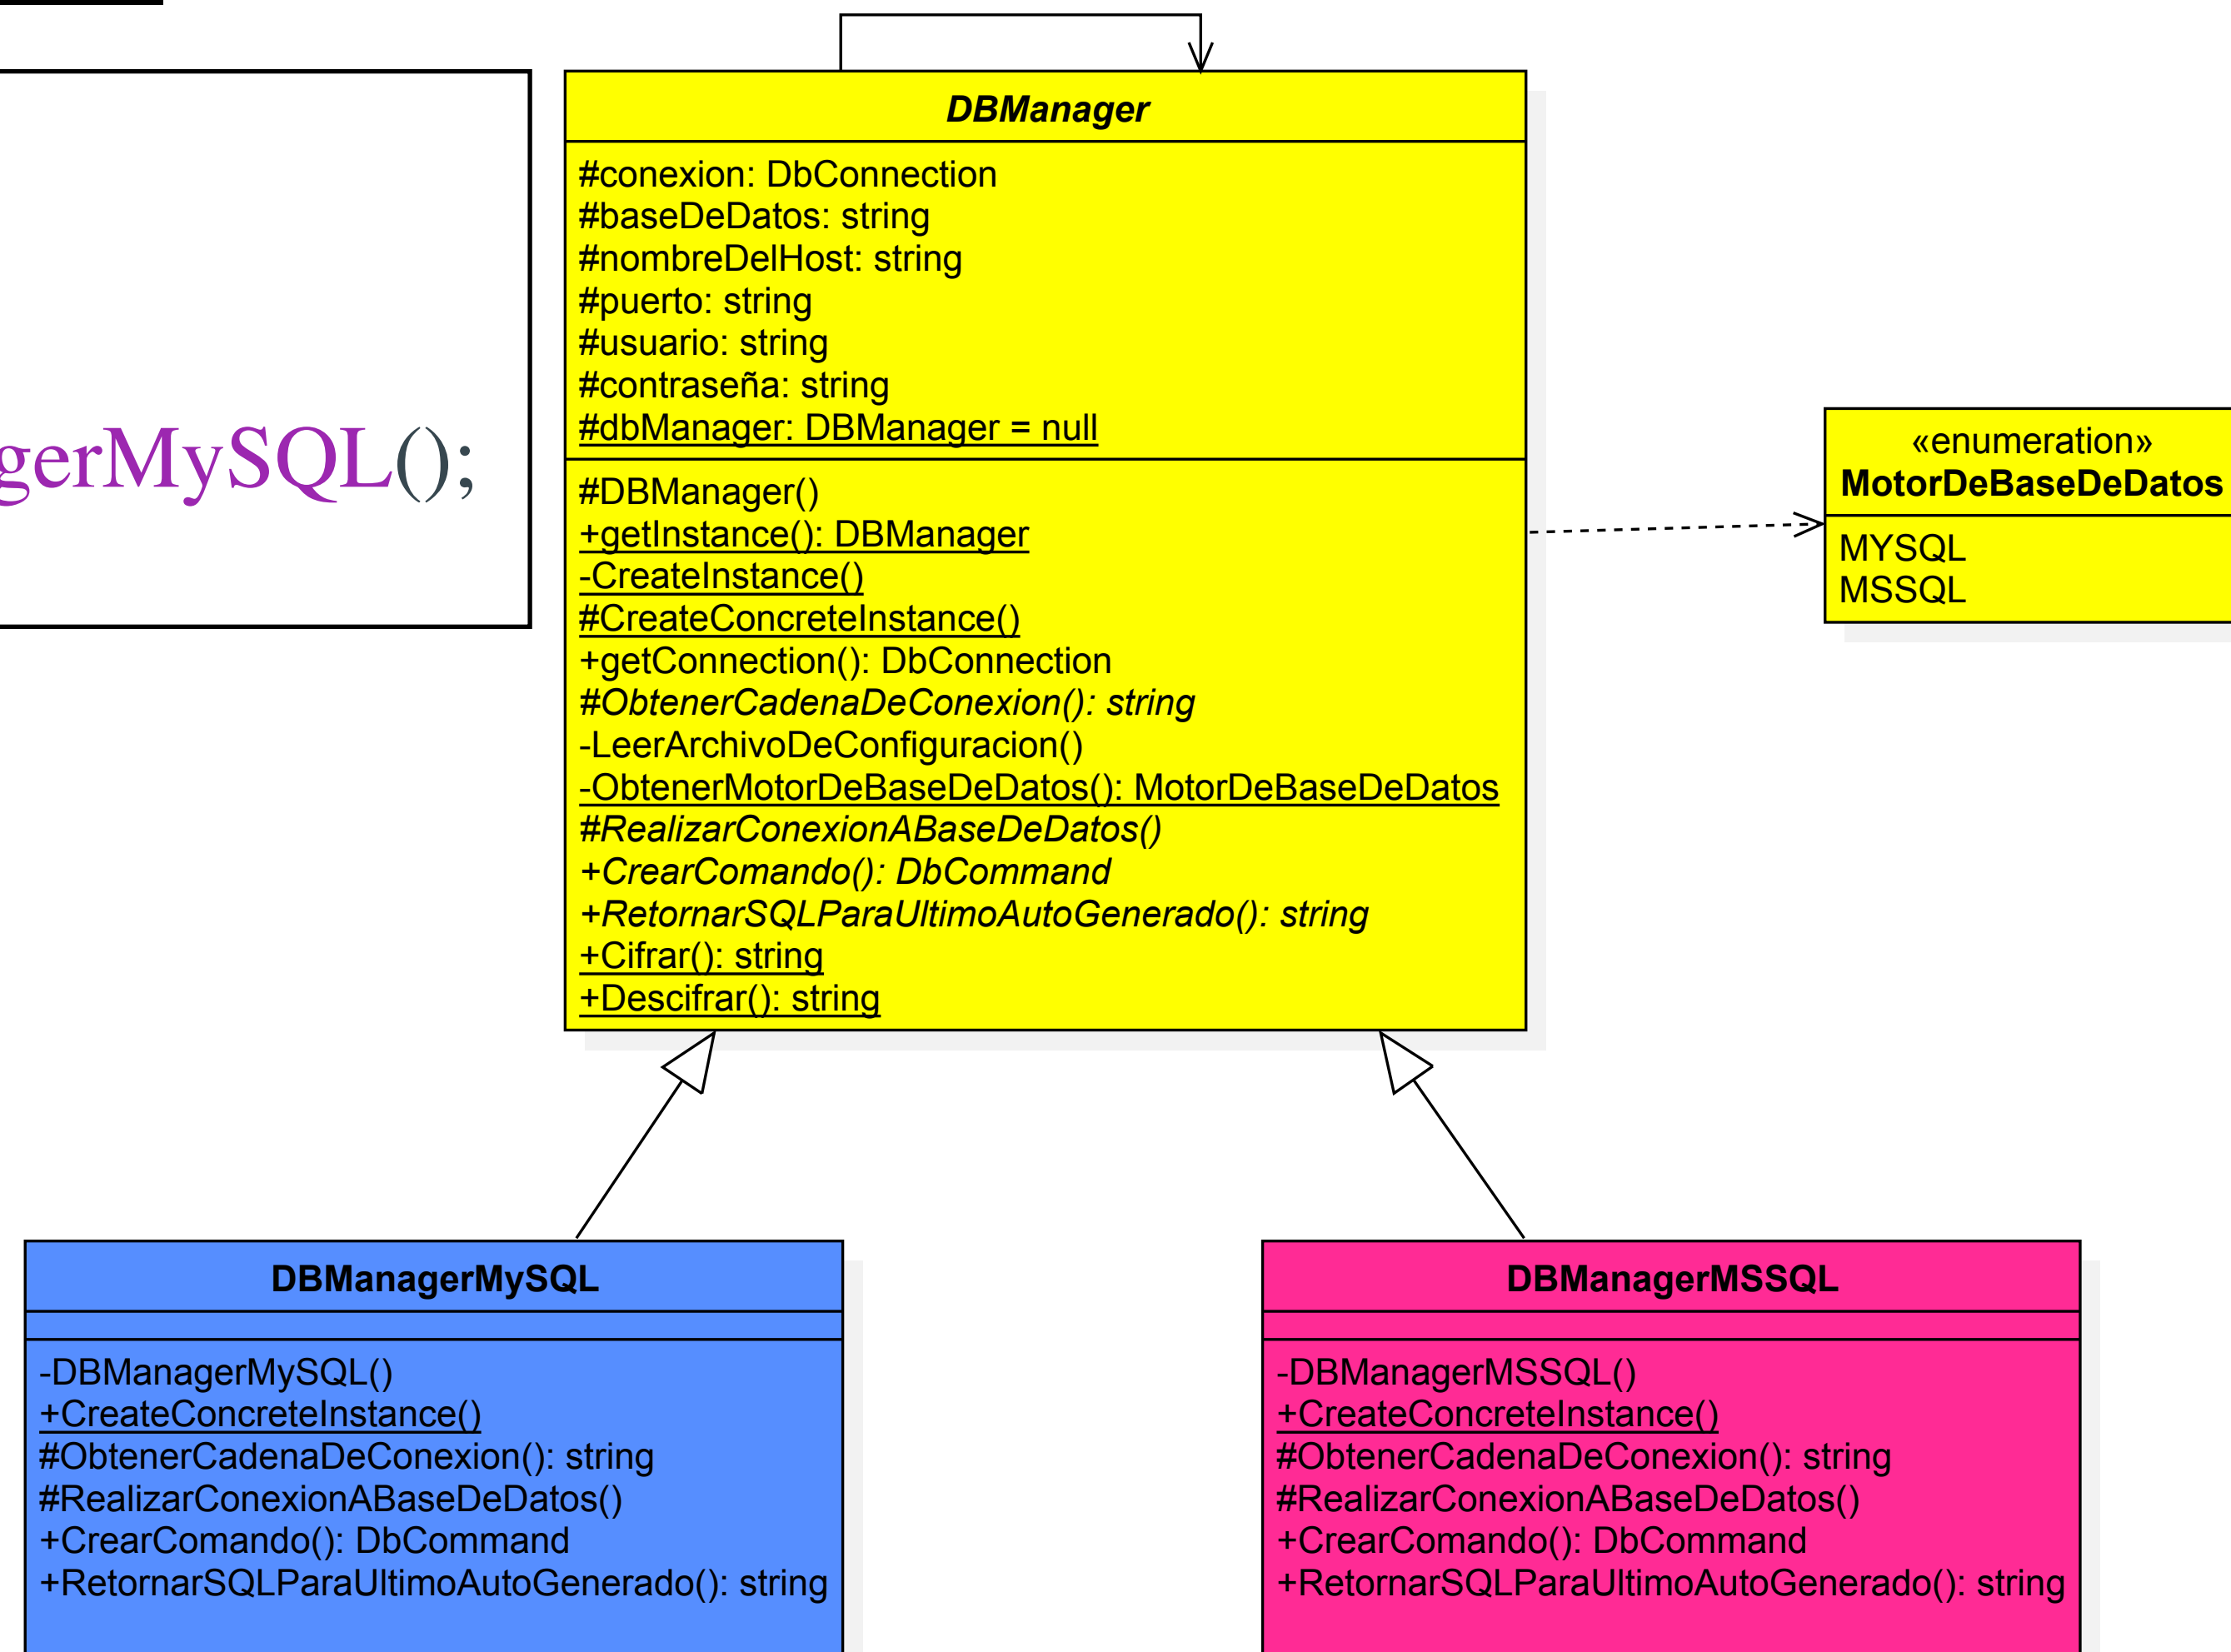 gerMySQL();
DBManager
#conexion: DbConnection
#baseDeDatos: string
#nombreDelHost: string
#puerto: string
#usuario: string
#contraseña: string
#dbManager: DBManager = null
#DBManager()
+getInstance(): DBManager
-CreateInstance()
#CreateConcreteInstance()
+getConnection(): DbConnection
#ObtenerCadenaDeConexion(): string
-LeerArchivoDeConfiguracion()
-ObtenerMotorDeBaseDeDatos(): MotorDeBaseDeDatos
#RealizarConexionABaseDeDatos()
+CrearComando(): DbCommand
+RetornarSQLParaUltimoAutoGenerado(): string
+Cifrar(): string
+Descifrar(): string
«enumeration»
MotorDeBaseDeDatos
MYSQL
MSSQL
DBManagerMySQL
-DBManagerMySQL()
+CreateConcreteInstance()
#ObtenerCadenaDeConexion(): string
#RealizarConexionABaseDeDatos()
+CrearComando(): DbCommand
+RetornarSQLParaUltimoAutoGenerado(): string
DBManagerMSSQL
-DBManagerMSSQL()
+CreateConcreteInstance()
#ObtenerCadenaDeConexion(): string
#RealizarConexionABaseDeDatos()
+CrearComando(): DbCommand
+RetornarSQLParaUltimoAutoGenerado(): string